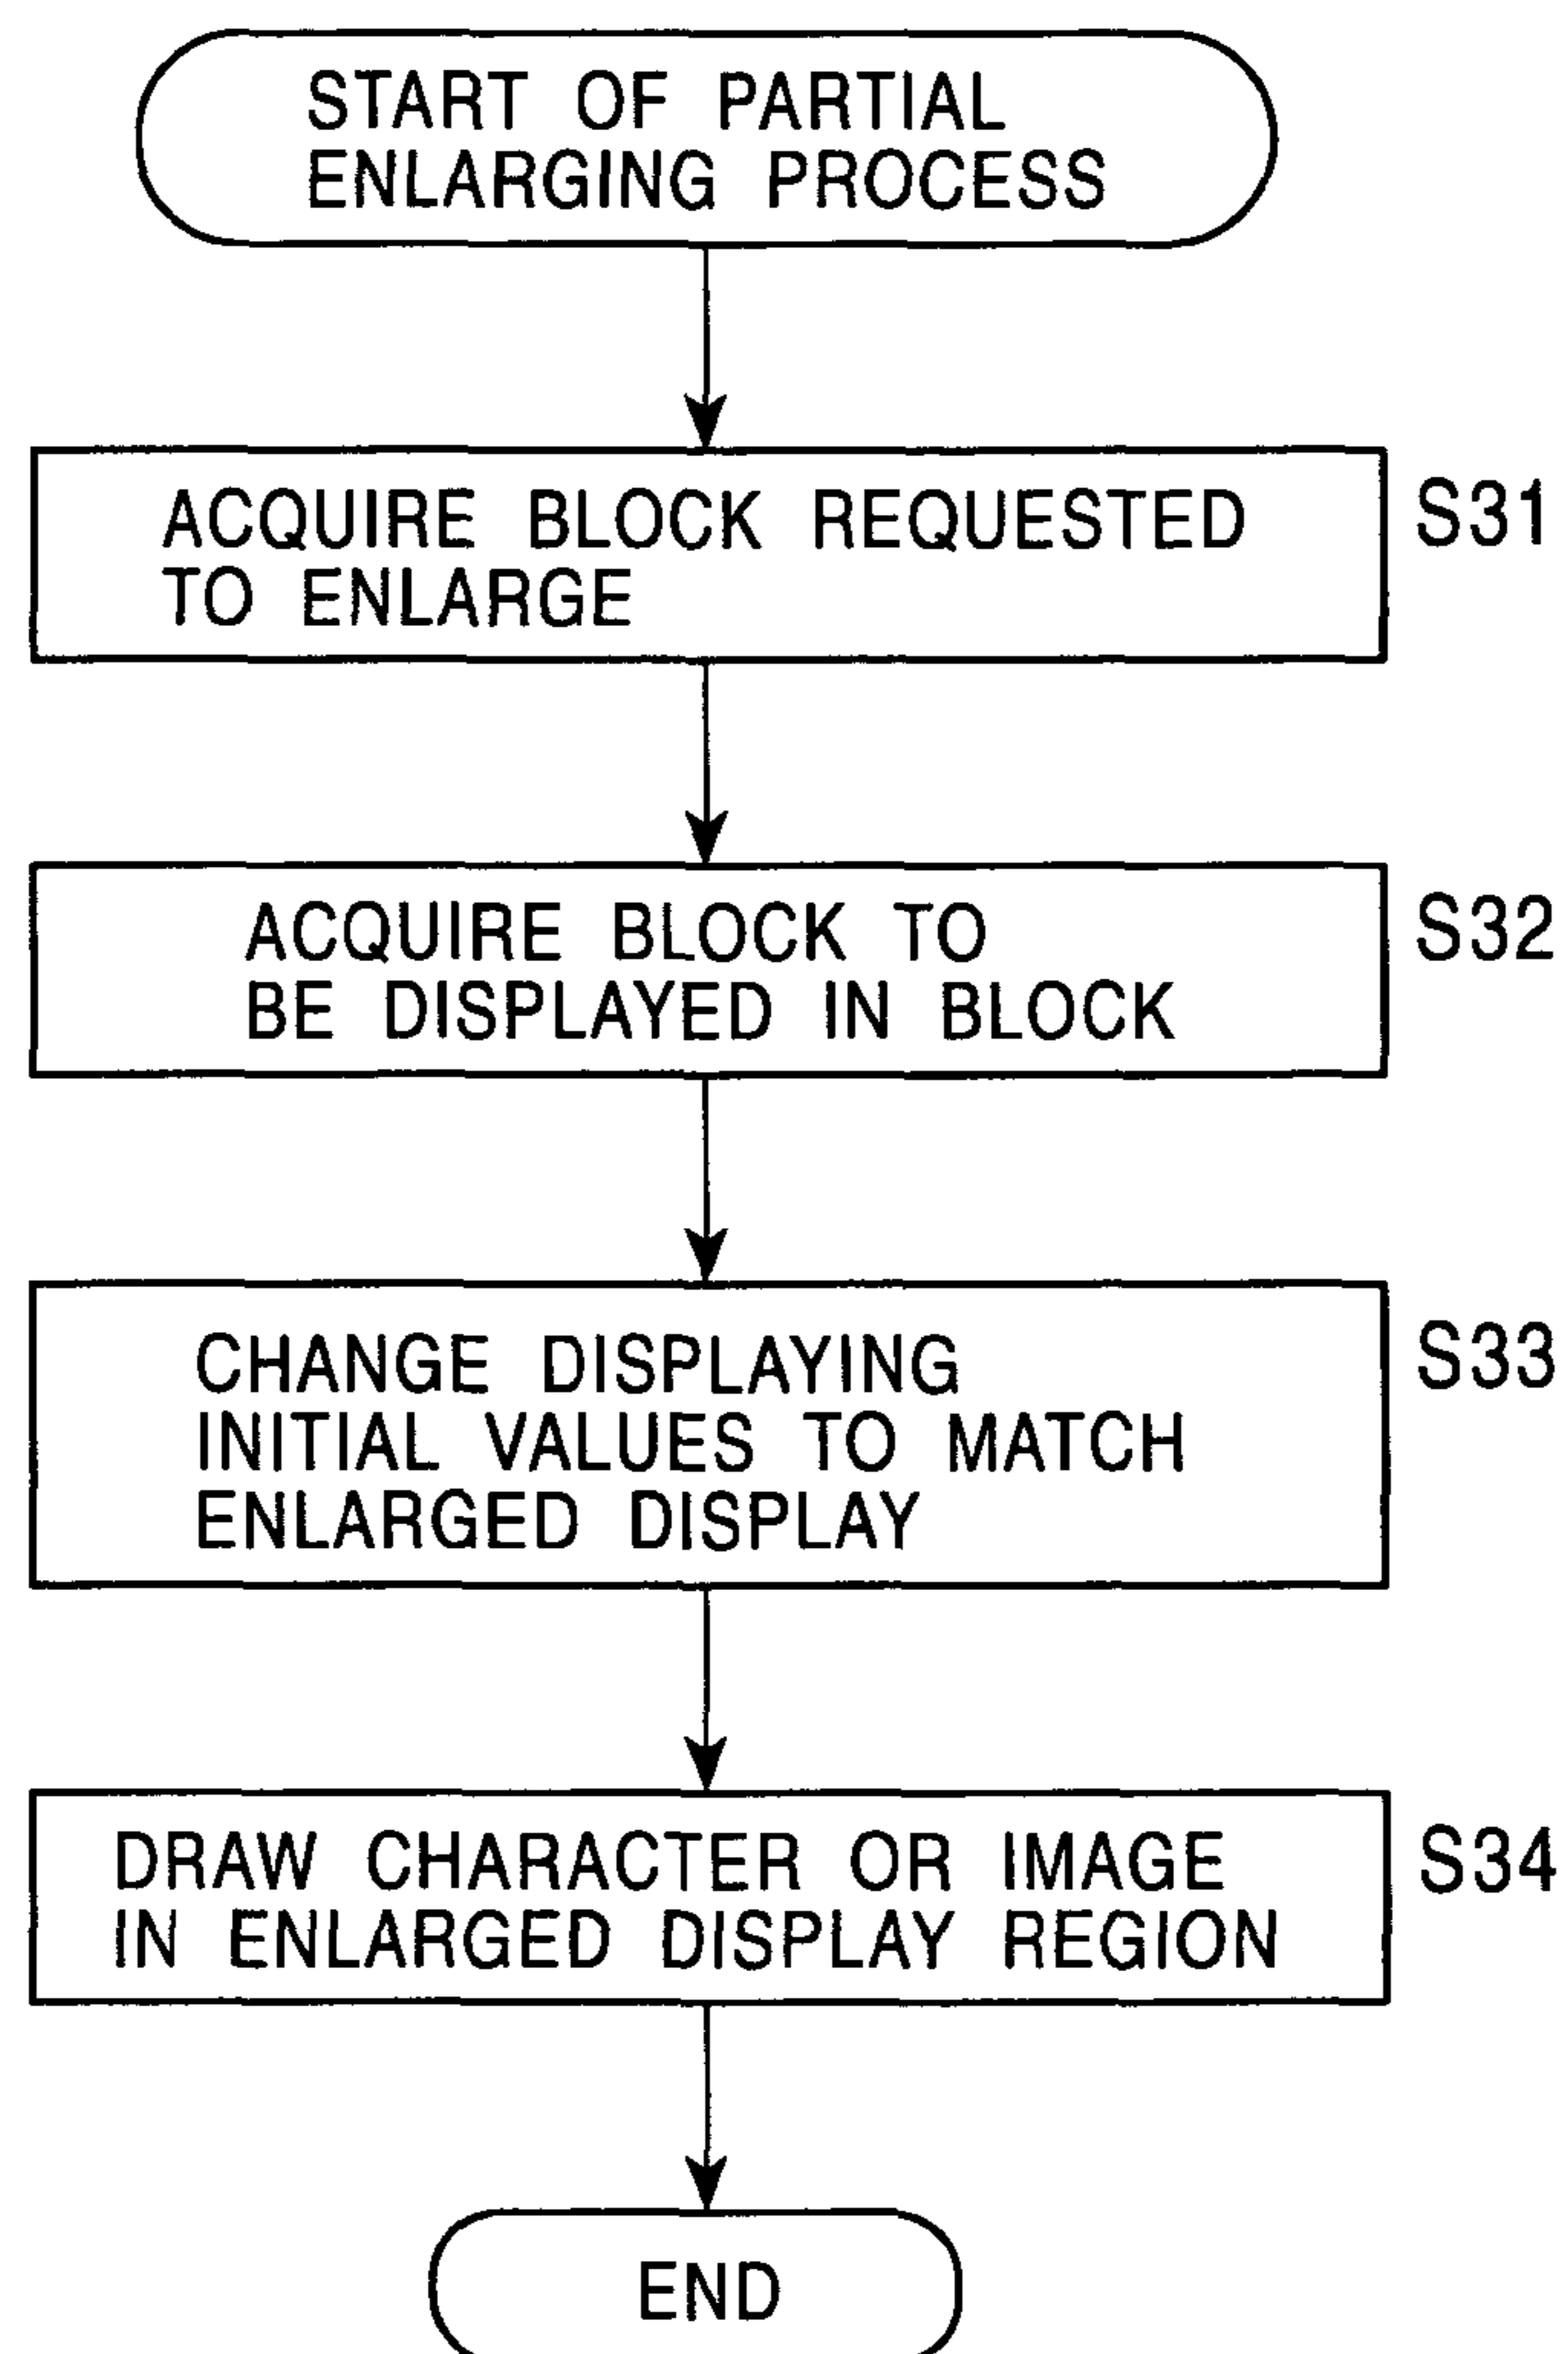 START OF PARTIAL
ENLARGING PROCESS
ACQUIRE BLOCK REQUESTED
TO ENLARGE
S31
ACQUIRE BLOCK TO
BE DISPLAYED IN BLOCK
S32
CHANGE DISPLAYING
INITIAL VALUES TO MATCH
ENLARGED DISPLAY
S33
DRAW CHARACTER OR IMAGE
IN ENLARGED DISPLAY REGION
S34
END